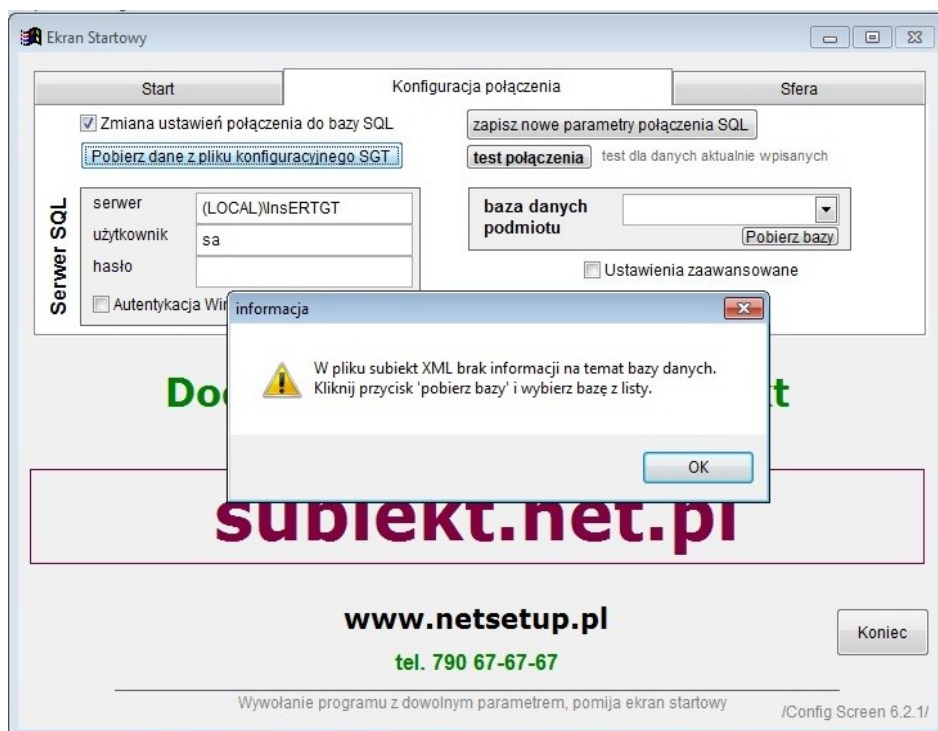 Ekran Startowy
Start
Konfiguracja połączenia
Sfera
Zmiana ustawień połączenia do bazy SQL
zapisz nowe parametry połączenia SQL
Pobierz dane z pliku konfiguracyjnego SGT
test połączenia
test dla danych aktualnie wpisanych
Serwer SQL
serwer
(LOCAL)\InsERTGT
użytkownik
sa
hasło
Autentykacja
baza danych
podmiotu
Pobierz bazy
Ustawienia zaawansowane
informacja
W pliku subiekt XML brak informacji na temat bazy danych.
Kliknij przycisk 'pobierz bazy' i wybierz bazę z listy.
OK
subiekt.net.pl
www.netsetup.pl
tel. 790 67-67-67
Koniec
Wywołanie programu z dowolnym parametrem, pomija ekran startowy
/Config Screen 6.2.1/